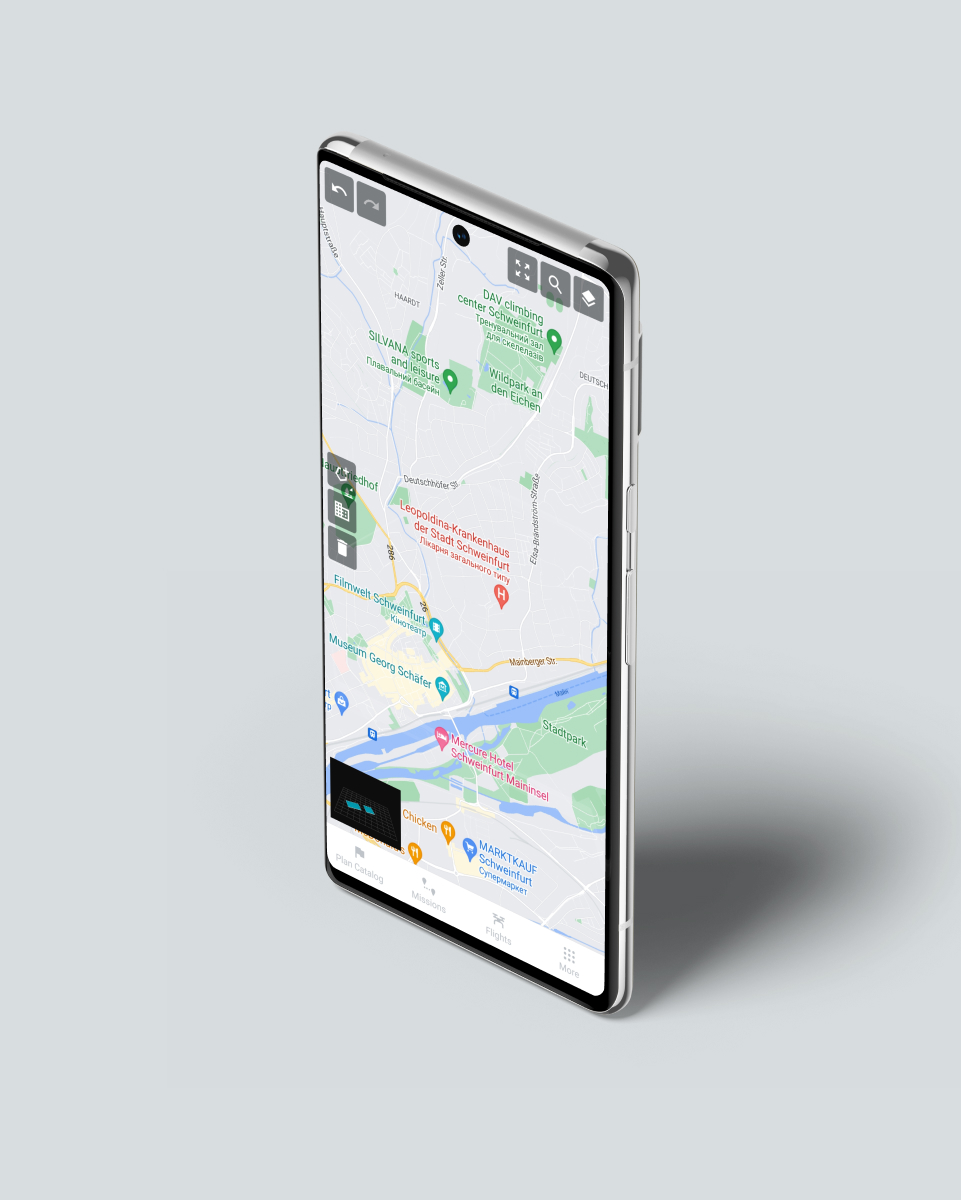 Hauptstraße
Zeller Str.
HAARDT
DAV climbing
center Schweinfurt
Тренувальний зал
для скелелазів
SILVANA sports
and leisure
Плавальний басейн
Wildpark an
den Eichen
DEUTSCH
Deutschhöfer Str.
Elsa-Brändström-Straße
Leopoldina-Krankenhaus
der Stadt Schweinfurt
Лікарня загального типу
H
286
26
Filmwelt Schweinfurt
Кінотеатр
Museum Georg Schäfer
Mainberger Str.
Main
Stadtpark
Mercure Hotel
Schweinfurt Maininsel
Chicken
MARKTKAUF
Schweinfurt
Супермаркет
Plan Catalog
Missions
Flights
More